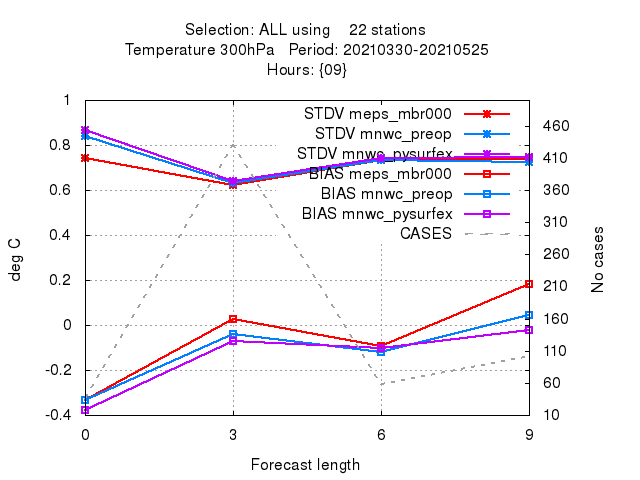 Selection: ALL using 22 stations
Temperature 300hPa Period: 20210330-20210525
Hours: {09}
STDV meps_mbr000
STDV mnwc_preop
STDV mnwc_pysurfex
BIAS meps_mbr000
BIAS mnwc_preop
BIAS mnwc_pysurfex
CASES
deg C
1
0.8
0.6
0.4
0.2
0
-0.2
-0.4
460
410
360
310
260
210
160
110
60
10
No cases
0 3 6 9
Forecast length